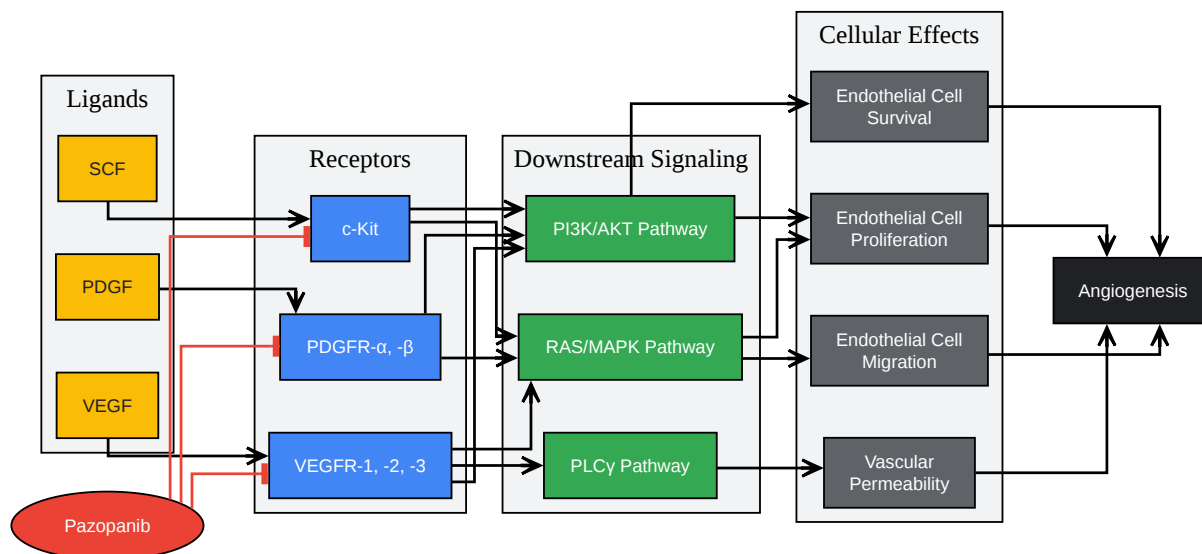 Ligands
SCF
PDGF
VEGF
Pazopanib
Receptors
c-Kit
PDGFR-α, -β
VEGFR-1, -2, -3
Downstream Signaling
PI3K/AKT Pathway
RAS/MAPK Pathway
PLCγ Pathway
Cellular Effects
Endothelial Cell
Survival
Endothelial Cell
Proliferation
Endothelial Cell
Migration
Vascular
Permeability
Angiogenesis